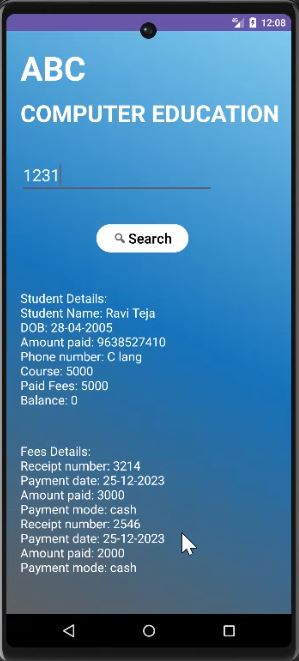 12:08
ABC
COMPUTER EDUCATION
1231
Search
Student Details:
Student Name: Ravi Teja
DOB: 28-04-2005
Amount paid: 9638527410
Phone number: C lang
Course: 5000
Paid Fees: 5000
Balance: 0
Fees Details:
Receipt number: 3214
Payment date: 25-12-2023
Amount paid: 3000
Payment mode: cash
Receipt number: 2546
Payment date: 25-12-2023
Amount paid: 2000
Payment mode: cash